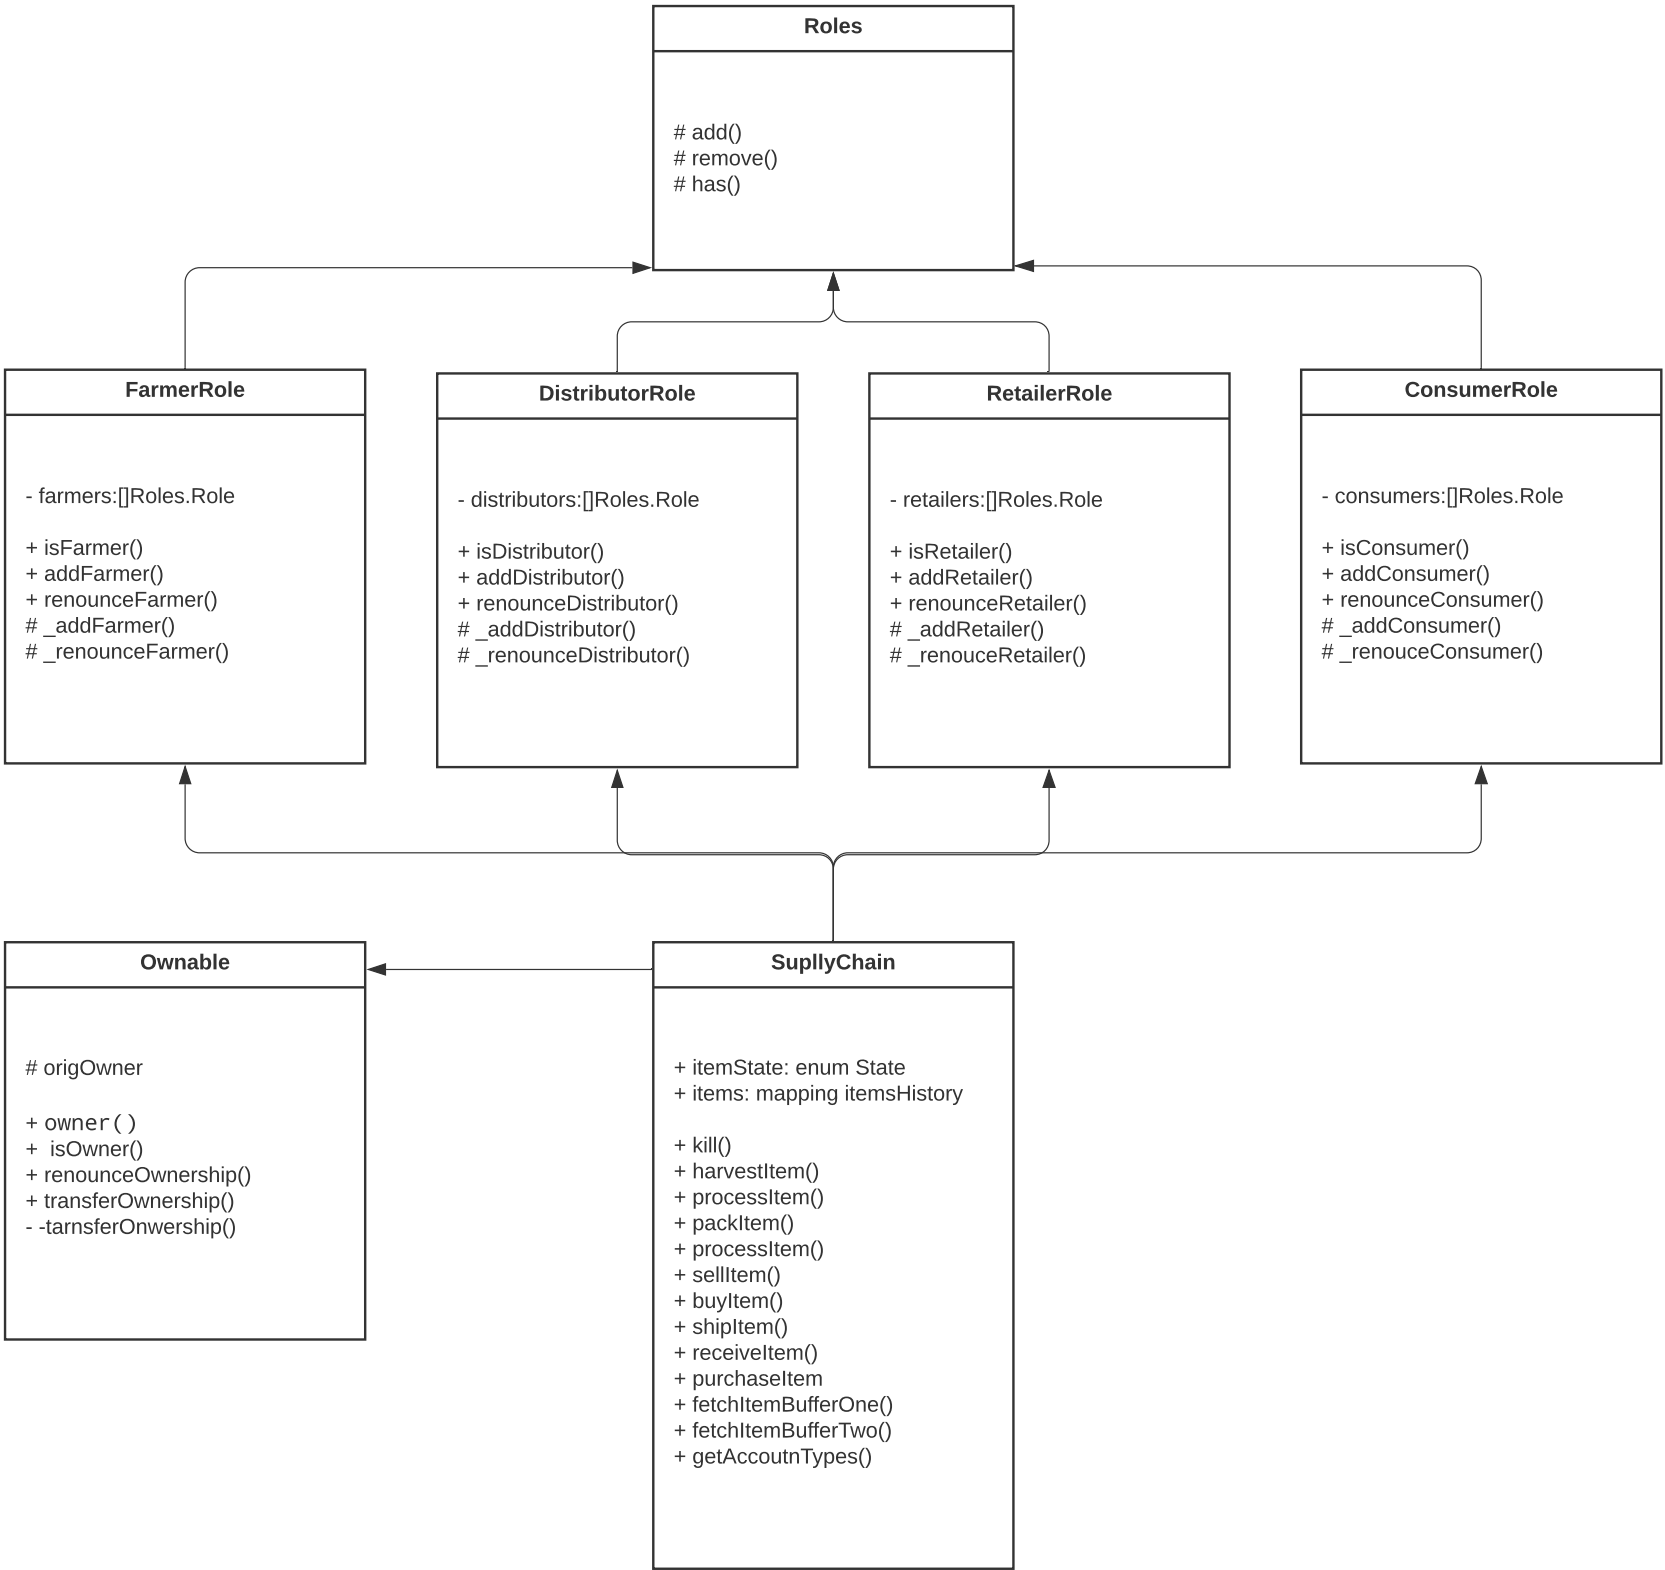 Roles
# add()
# remove()
# has()
FarmerRole
- farmers:[]Roles.Role
+ isFarmer()
+ addFarmer()
+ renounceFarmer()
# _addFarmer()
# _renounceFarmer()
DistributorRole
- distributors:[]Roles.Role
+ isDistributor()
+ addDistributor()
+ renounceDistributor()
# _addDistributor()
# _renounceDistributor()
RetailerRole
- retailers:[]Roles.Role
+ isRetailer()
+ addRetailer()
+ renounceRetailer()
# _addRetailer()
# _renouceRetailer()
ConsumerRole
- consumers:[]Roles.Role
+ isConsumer()
+ addConsumer()
+ renounceConsumer()
# _addConsumer()
# _renouceConsumer()
Ownable
# origOwner
+ owner()
+  isOwner()
+ renounceOwnership()
+ transferOwnership()
- -tarnsferOnwership()
SupllyChain
+ itemState: enum State
+ items: mapping itemsHistory
+ kill()
+ harvestItem()
+ processItem()
+ packItem()
+ processItem()
+ sellItem()
+ buyItem()
+ shipItem()
+ receiveItem()
+ purchaseItem
+ fetchItemBufferOne()
+ fetchItemBufferTwo()
+ getAccoutnTypes()